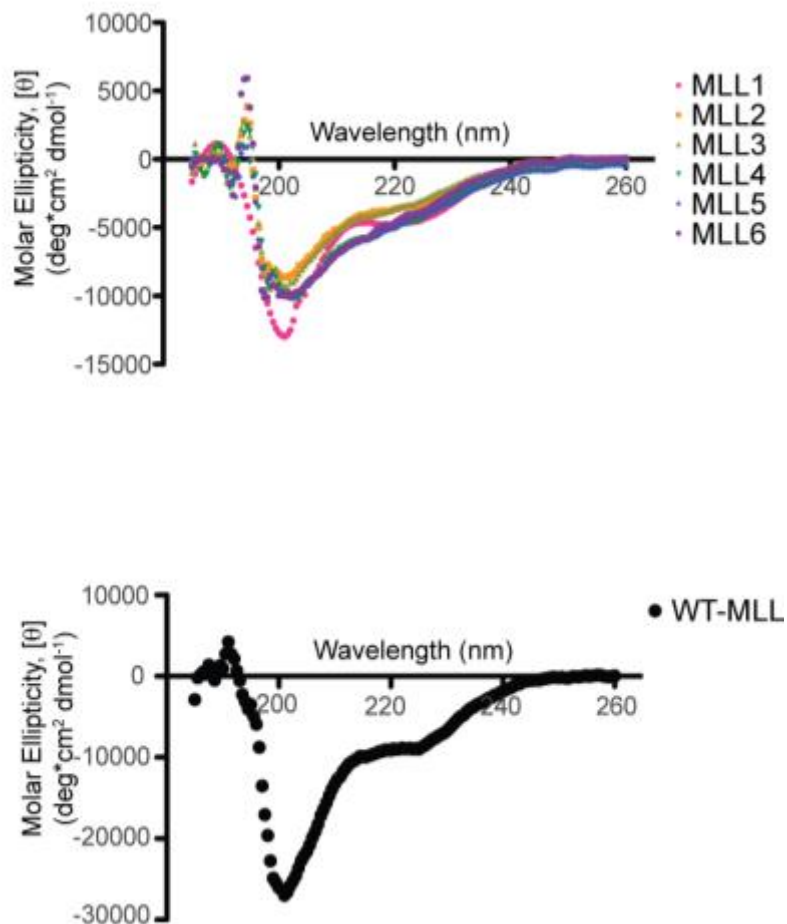 10000
5000
0
-5000
-10000
-15000
Molar Ellipticity, [θ]
(deg*cm² dmol⁻¹)
Wavelength (nm)
200
220
240
260
MLL1
MLL2
MLL3
MLL4
MLL5
MLL6
10000
0
-10000
-20000
-30000
Molar Ellipticity, [θ]
(deg*cm² dmol⁻¹)
Wavelength (nm)
200
220
240
260
WT-MLL